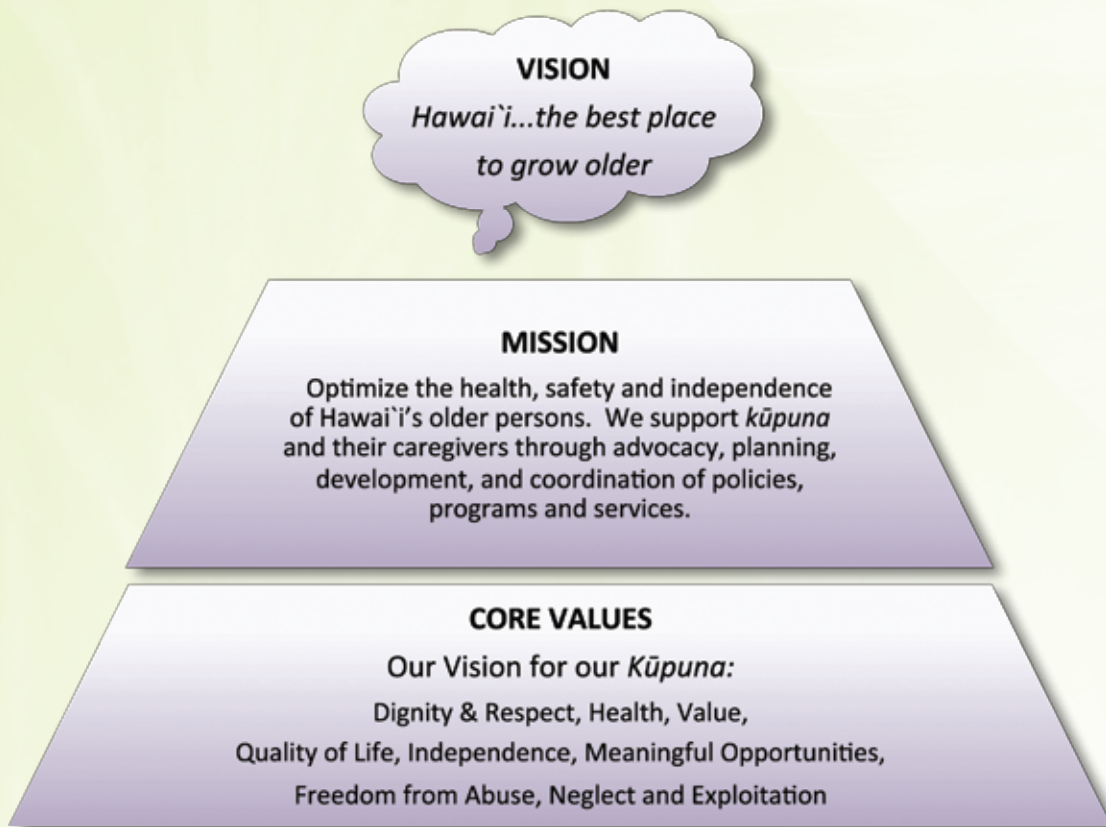 VISION
Hawai`i...the best place
to grow older
MISSION
Optimize the health, safety and independence
of Hawai`i’s older persons.  We support kūpuna
and their caregivers through advocacy, planning,
development, and coordination of policies,
programs and services.
CORE VALUES
Our Vision for our Kūpuna:
Dignity & Respect, Health, Value,
Quality of Life, Independence, Meaningful Opportunities,
Freedom from Abuse, Neglect and Exploitation